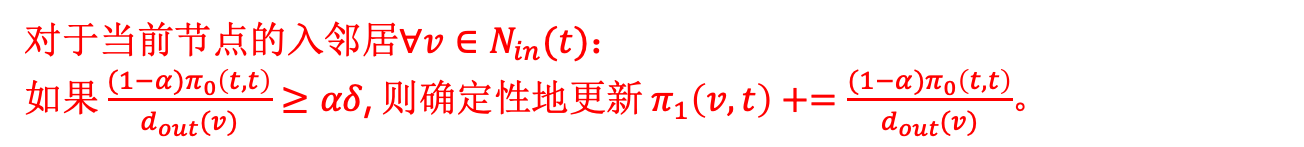 对于当前节点的入邻居∀v ∈ N_in(t)：
如果 (1−α)π_0(t,t)/d_out(v) ≥ αδ, 则确定性地更新 π_1(v, t) += (1−α)π_0(t,t)/d_out(v)。